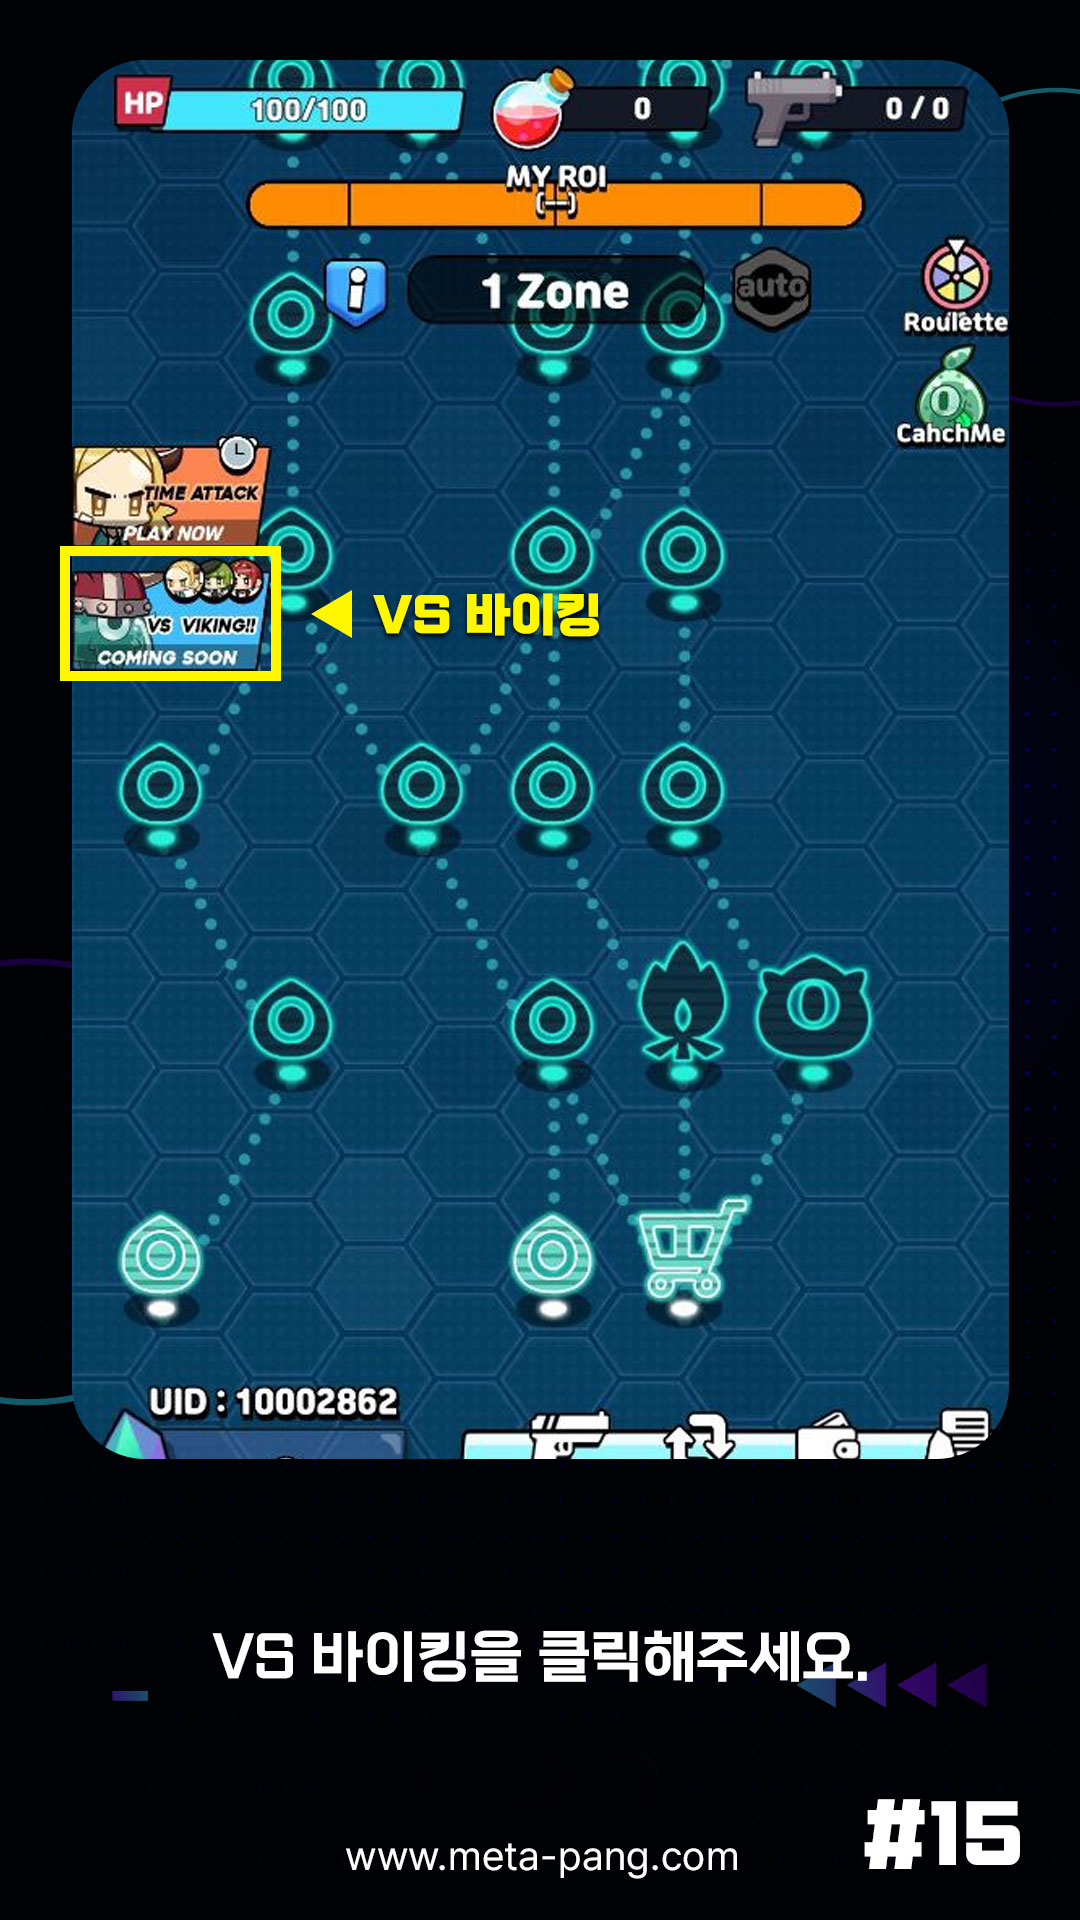 HP
100/100
0
0 / 0
MY ROI
1 Zone
auto
Roulette
CahchMe
TIME ATTACK
PLAY NOW
VS VIKING!!
COMING SOON
VS 바이킹
UID : 10002862
VS 바이킹을 클릭해주세요.
#15
www.meta-pang.com